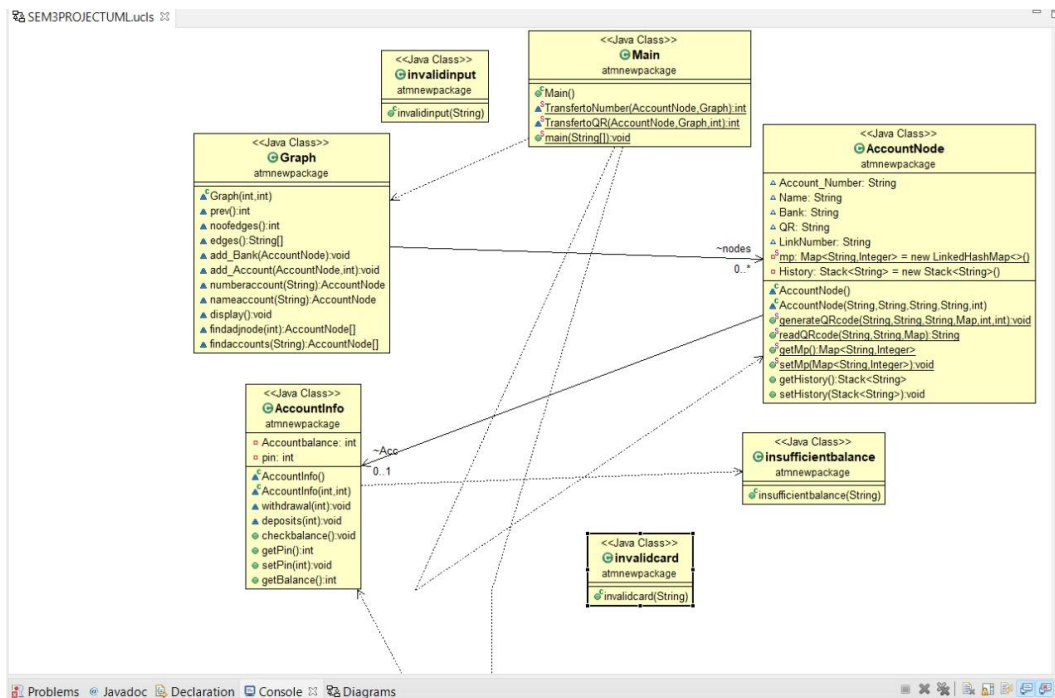 SEM3PROJECTUML.ucls
<<Java Class>>
invalidinput
atmnewpackage
invalidinput(String)
<<Java Class>>
Main
atmnewpackage
Main()
TransfertoNumber(AccountNode,Graph):int
TransfertoQR(AccountNode,Graph,int):int
main(String[]):void
<<Java Class>>
Graph
atmnewpackage
Graph(int,int)
prev():int
noofedges():int
edges():String[]
add_Bank(AccountNode):void
add_Account(AccountNode,int):void
numberaccount(String):AccountNode
nameaccount(String):AccountNode
display():void
findadjnode(int):AccountNode[]
findaccounts(String):AccountNode[]
<<Java Class>>
AccountNode
atmnewpackage
Account_Number: String
Name: String
Bank: String
QR: String
LinkNumber: String
mp: Map<String,Integer> = new LinkedHashMap<>()
History: Stack<String> = new Stack<String>()
AccountNode()
AccountNode(String,String,String,String,int)
generateQRcode(String,String,String,Map,int,int):void
readQRcode(String,String,Map):String
getMp():Map<String,Integer>
setMp(Map<String,Integer>):void
getHistory():Stack<String>
setHistory(Stack<String>):void
~nodes
0..*
<<Java Class>>
AccountInfo
atmnewpackage
Accountbalance: int
pin: int
AccountInfo()
AccountInfo(int,int)
withdrawal(int):void
deposits(int):void
checkbalance():void
getPin():int
setPin(int):void
getBalance():int
~Acc
0..1
<<Java Class>>
insufficientbalance
atmnewpackage
insufficientbalance(String)
<<Java Class>>
invalidcard
atmnewpackage
invalidcard(String)
Problems @ Javadoc Declaration Console Diagrams